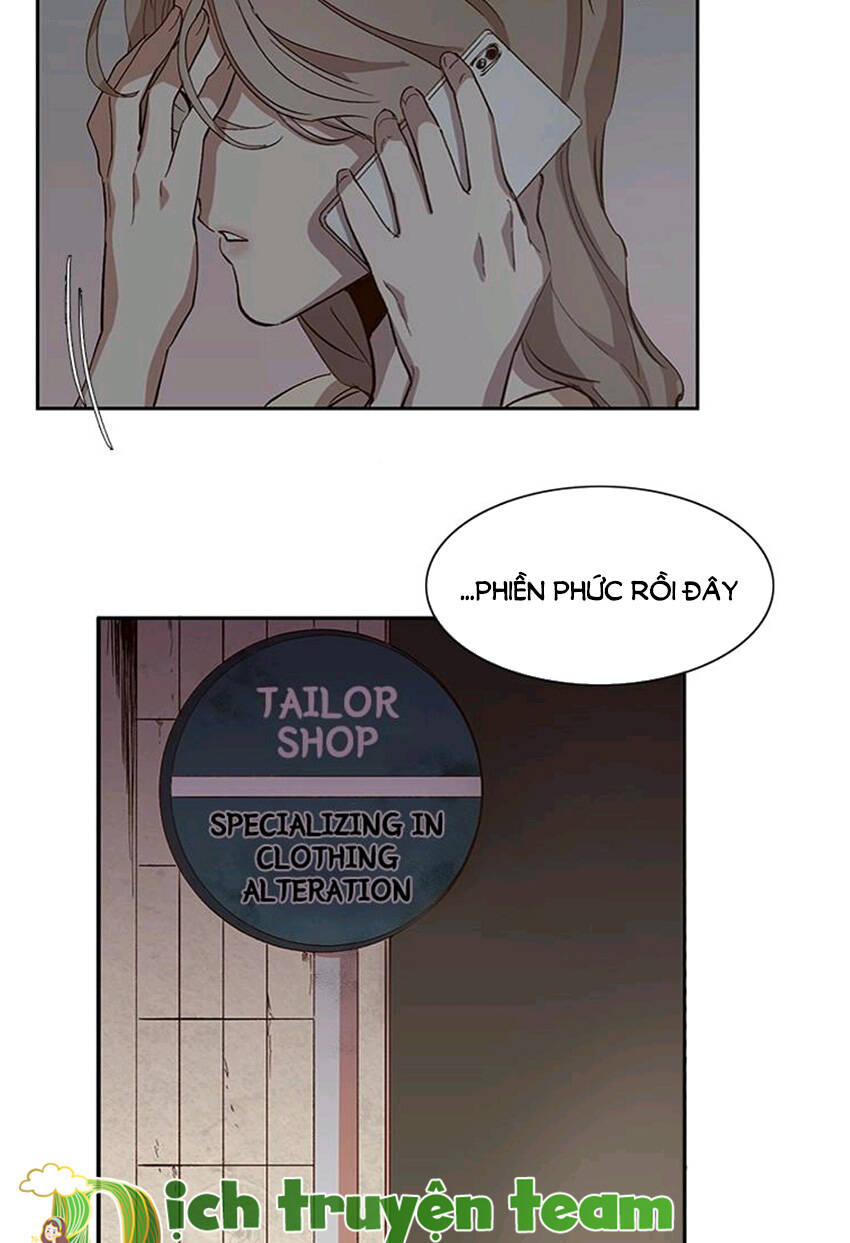 ...PHIỀN PHỨC RỒI ĐÂY
TAILOR
SHOP
SPECIALIZING IN
CLOTHING
ALTERATION
Dịch truyện team